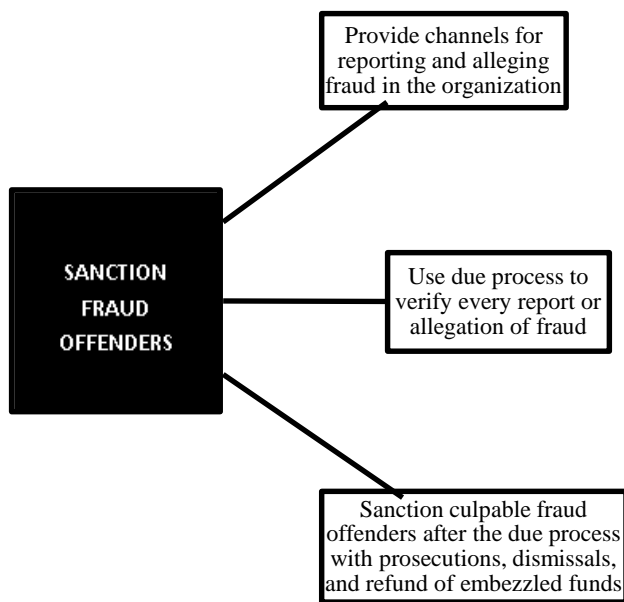 Provide channels for
reporting and alleging
fraud in the organization
SANCTION
FRAUD
OFFENDERS
Use due process to
verify every report or
allegation of fraud
Sanction culpable fraud
offenders after the due process
with prosecutions, dismissals,
and refund of embezzled funds